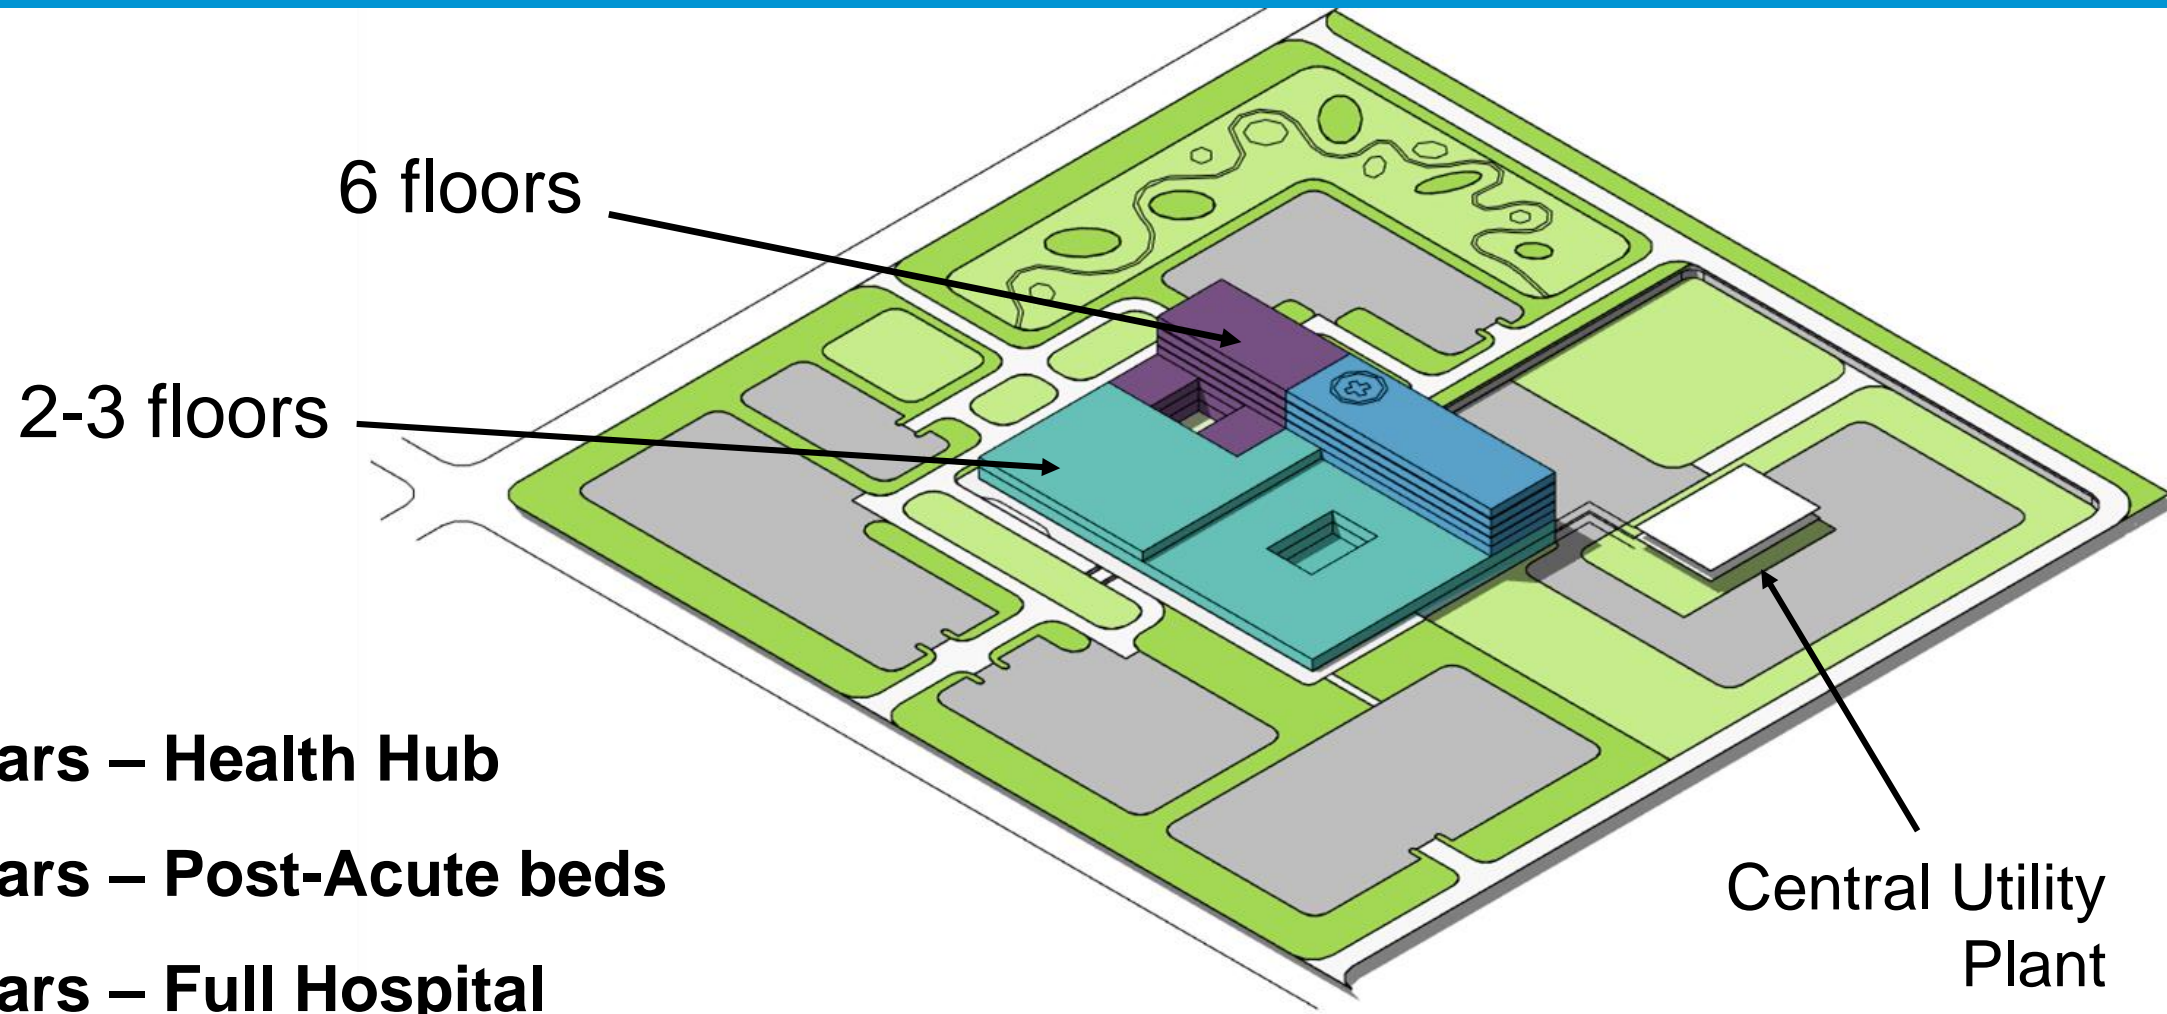 6 floors
2-3 floors
ars – Health Hub
ars – Post-Acute beds
ars – Full Hospital
Central Utility
Plant